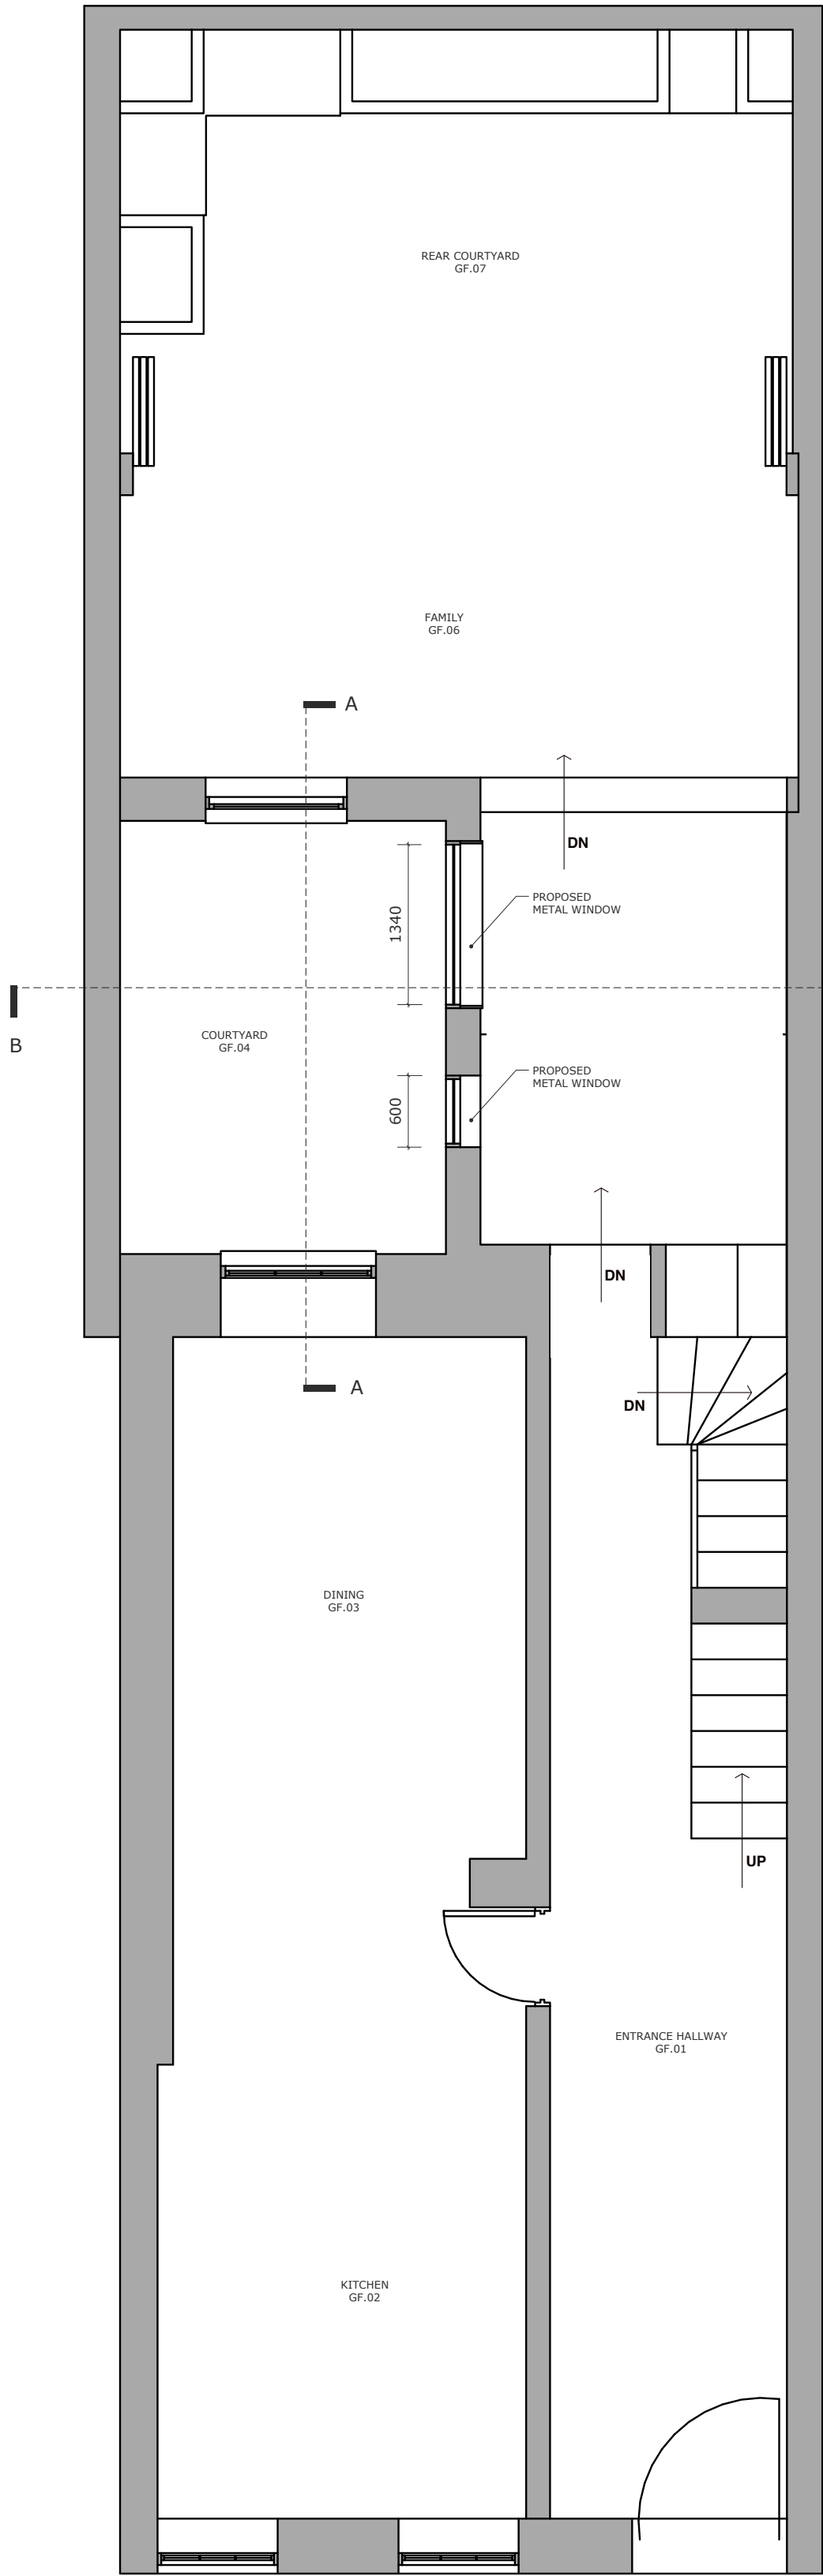 REAR COURTYARD
GF.07
FAMILY
GF.06
A
DN
1340
PROPOSED
METAL WINDOW
COURTYARD
GF.04
B
PROPOSED
METAL WINDOW
600
DN
A
DN
DINING
GF.03
UP
ENTRANCE HALLWAY
GF.01
KITCHEN
GF.02